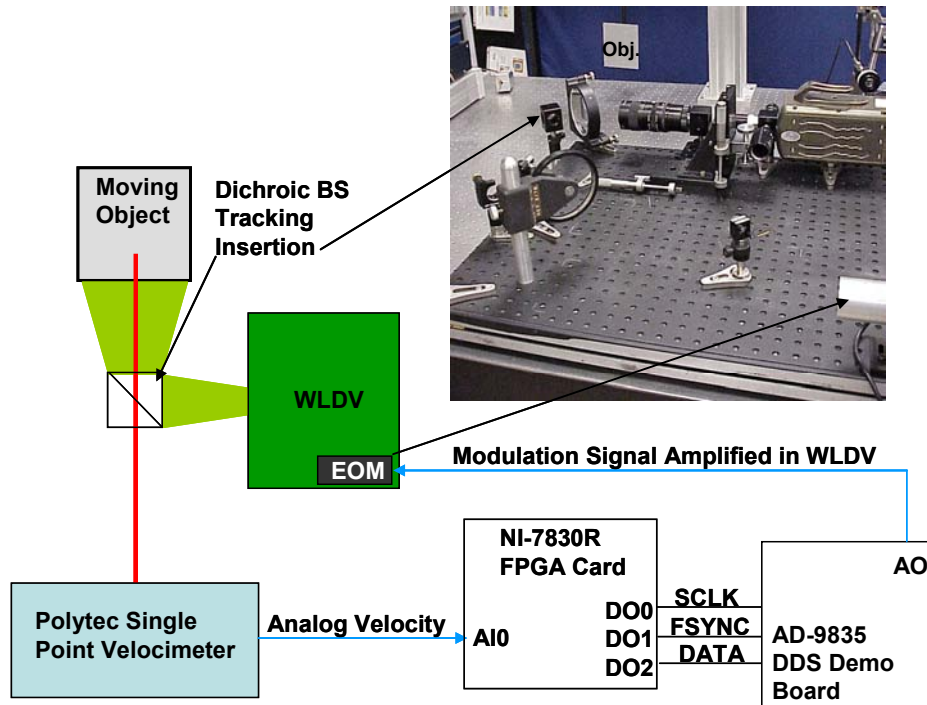 Obj.
Moving
Object
Dichroic BS
Tracking
Insertion
WLDV
EOM
Modulation Signal Amplified in WLDV
NI-7830R
FPGA Card
AO
Polytec Single
Point Velocimeter
Analog Velocity
AI0
DO0
DO1
DO2
SCLK
FSYNC
DATA
AD-9835
DDS Demo
Board